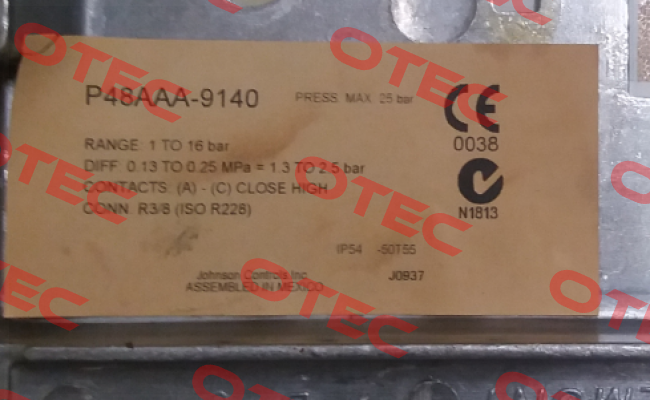 P48AAA-9140 PRESS. MAX. 25 bar
CE
0038
RANGE: 1 TO 16 bar
DIFF. 0.13 TO 0.25 MPa = 1.3 TO 2.5 bar
CONTACTS: (A) - (C) CLOSE HIGH
CONN. R3/8 (ISO R228)
N1813
IP54 -50T55
Johnson Controls Inc.
J0937
ASSEMBLED IN MEXICO
OTEC
OTEC
OTEC
OTEC
OTEC
OTEC
OTEC
OTEC
OTEC